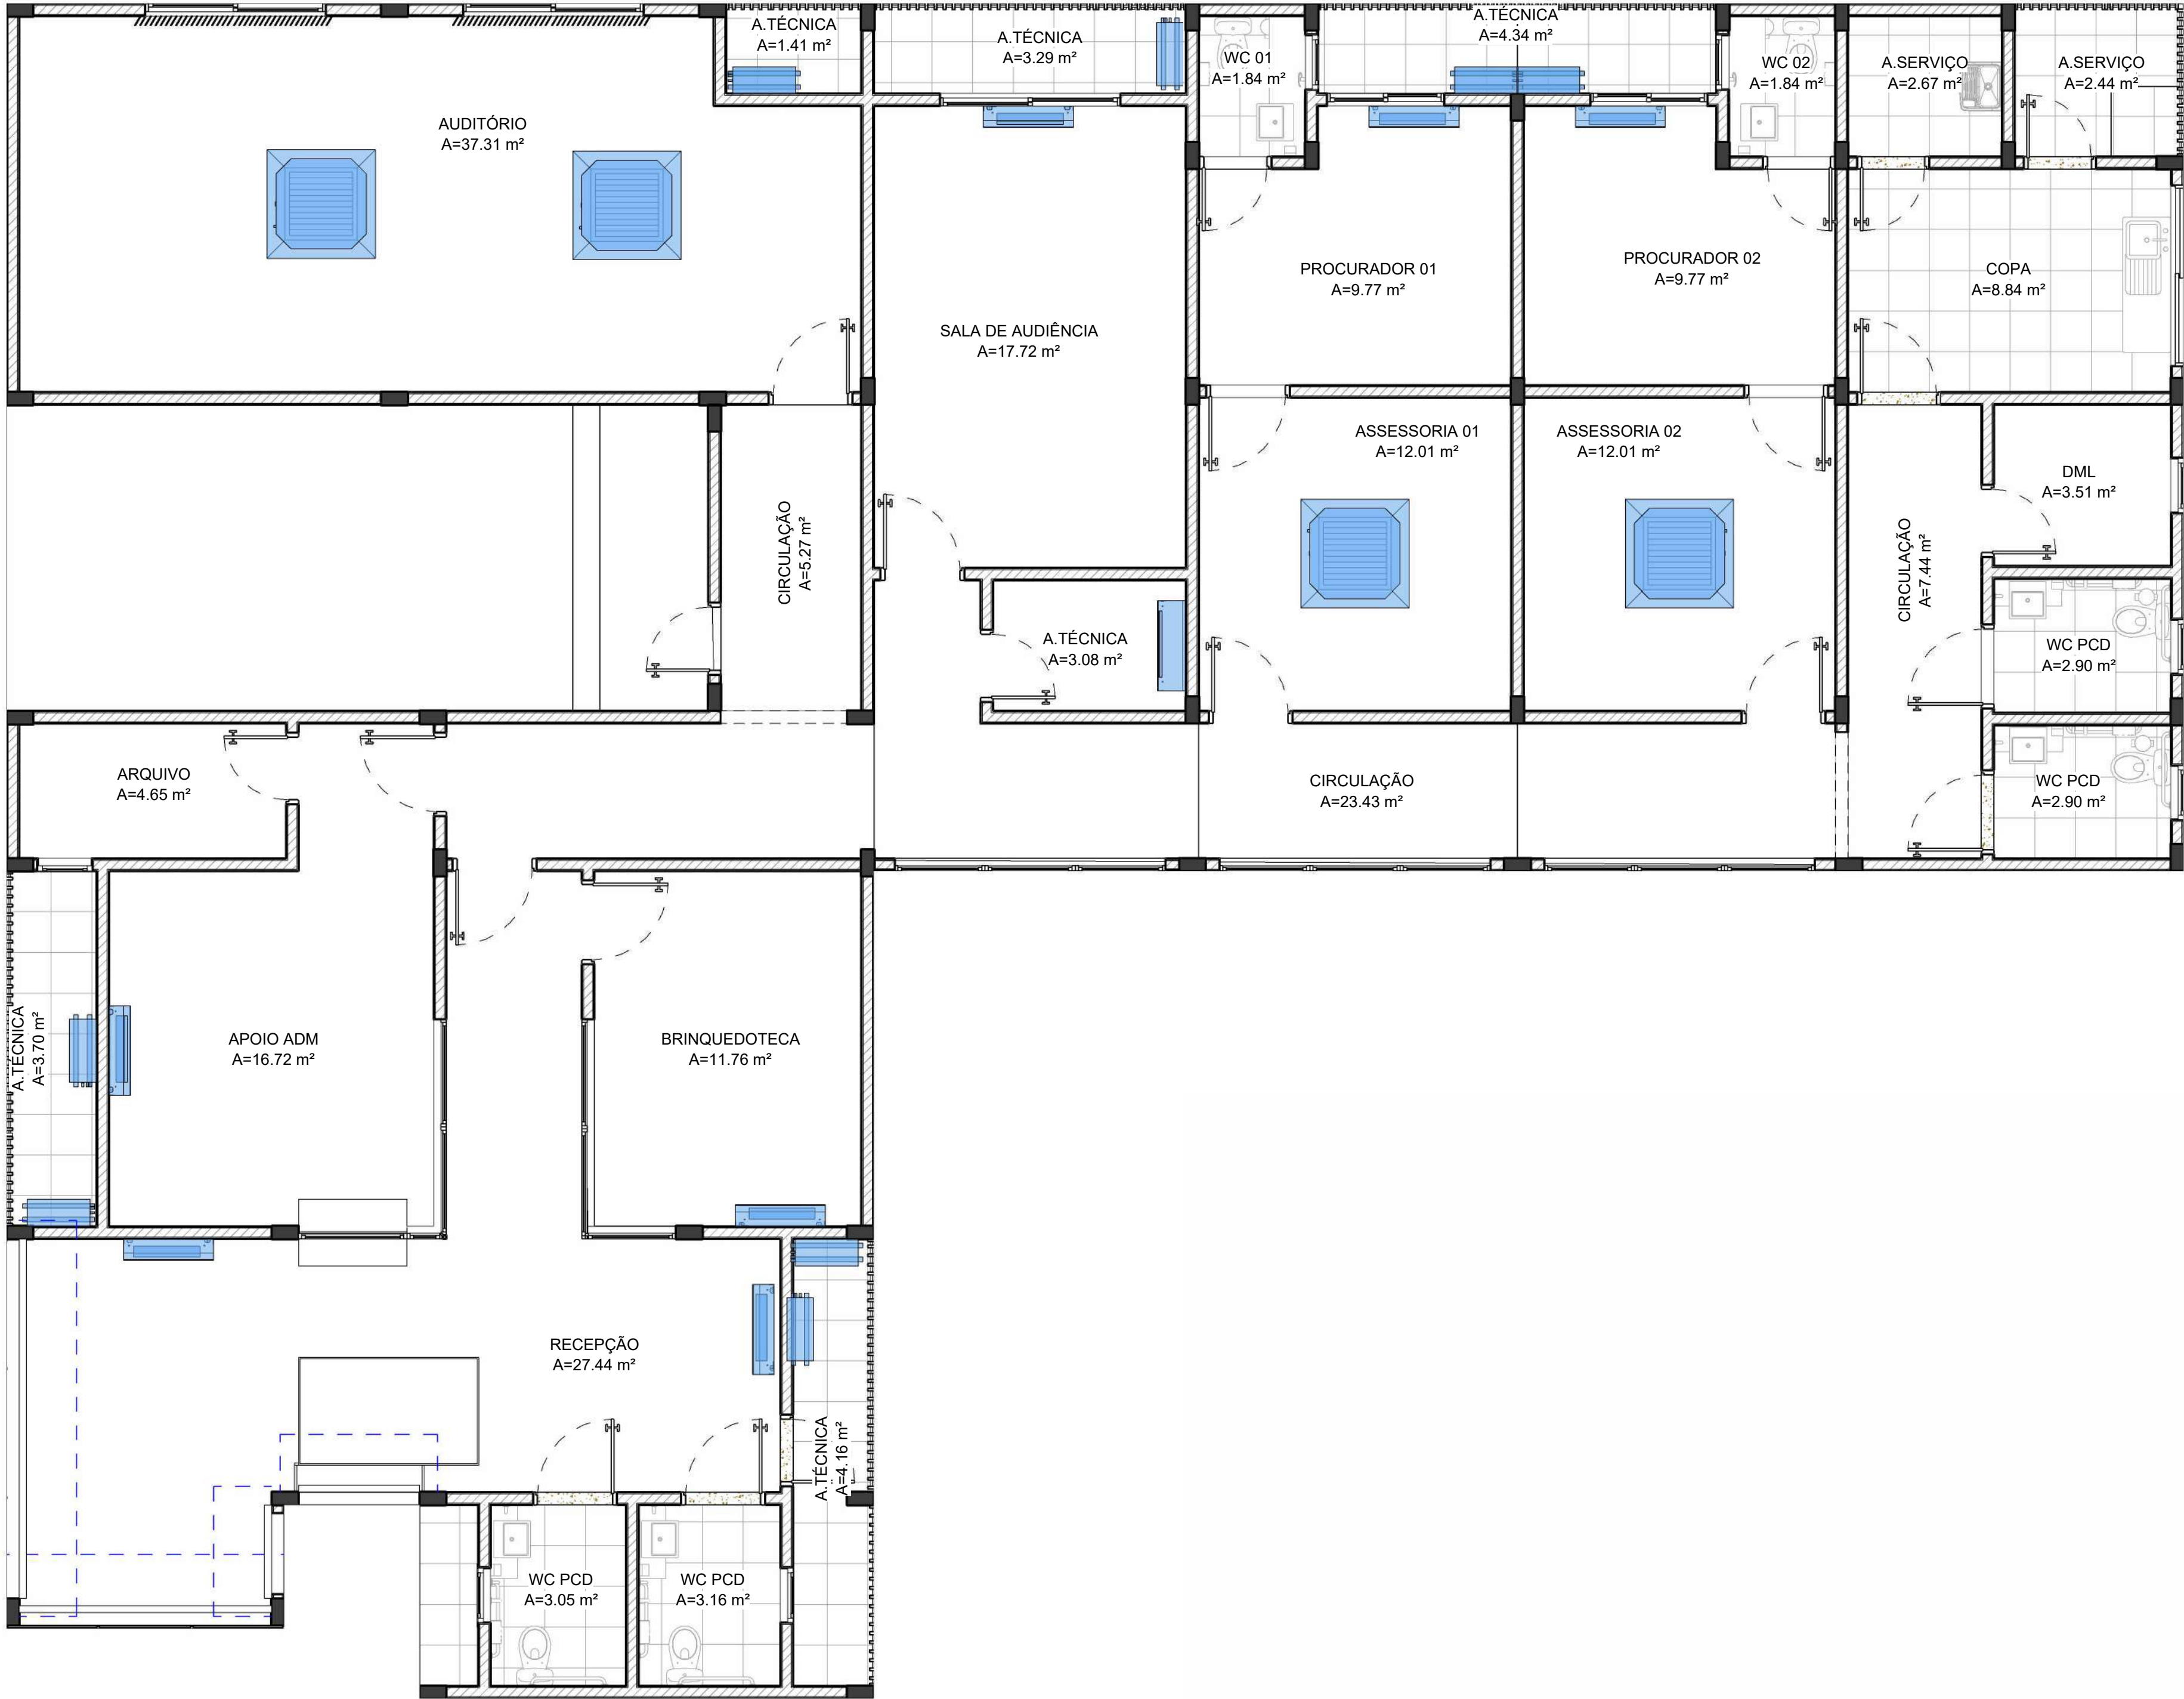 A.TÉCNICA
A=1.41 m²
A.TÉCNICA
A=3.29 m²
WC 01
A=1.84 m²
A.TÉCNICA
A=4.34 m²
WC 02
A=1.84 m²
A.SERVIÇO
A=2.67 m²
A.SERVIÇO
A=2.44 m²
AUDITÓRIO
A=37.31 m²
SALA DE AUDIÊNCIA
A=17.72 m²
PROCURADOR 01
A=9.77 m²
PROCURADOR 02
A=9.77 m²
COPA
A=8.84 m²
CIRCULAÇÃO
A=5.27 m²
ASSESSORIA 01
A=12.01 m²
ASSESSORIA 02
A=12.01 m²
DML
A=3.51 m²
CIRCULAÇÃO
A=7.44 m²
A.TÉCNICA
A=3.08 m²
WC PCD
A=2.90 m²
ARQUIVO
A=4.65 m²
CIRCULAÇÃO
A=23.43 m²
WC PCD
A=2.90 m²
A.TÉCNICA
A=3.70 m²
APOIO ADM
A=16.72 m²
BRINQUEDOTECA
A=11.76 m²
RECEPÇÃO
A=27.44 m²
A.TÉCNICA
A=4.16 m²
WC PCD
A=3.05 m²
WC PCD
A=3.16 m²